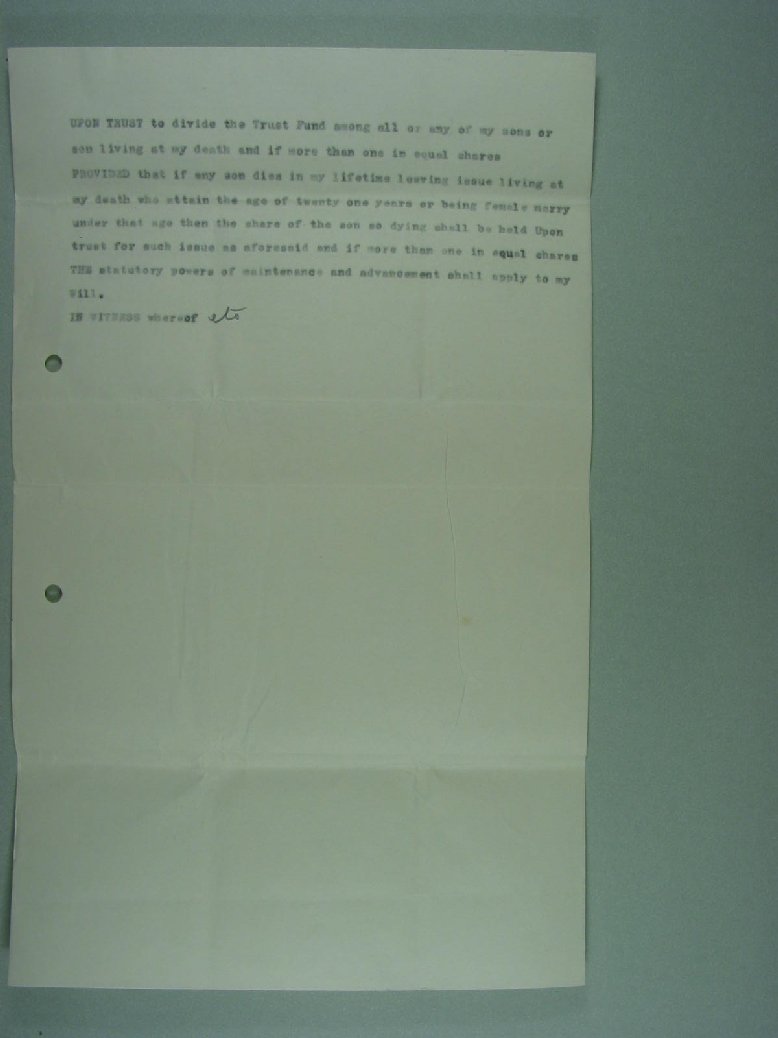 UPON TRUST to divide the Trust Fund among all or any of my sons or
son living at my death and if more than one in equal shares
PROVIDED that if any son dies in my lifetime leaving issue living at
my death who attain the age of twenty one years or being female marry
under that age then the share of the son so dying shall be held Upon
trust for such issue as aforesaid and if more than one in equal shares
THE statutory powers of maintenance and advancement shall apply to my
Will.
IN WITNESS whereof etc